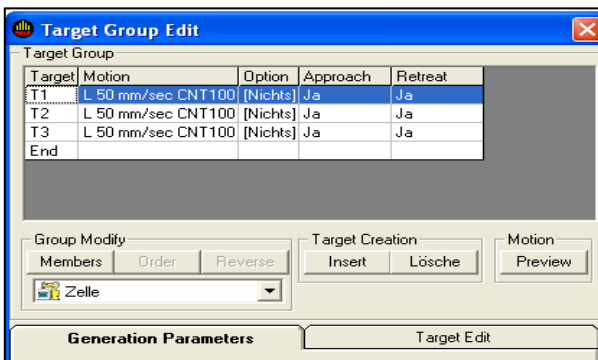 Target Group Edit
Target Group
Target Motion Option Approach Retreat
T1 L 50 mm/sec CNT100 [Nichts] Ja Ja
T2 L 50 mm/sec CNT100 [Nichts] Ja Ja
T3 L 50 mm/sec CNT100 [Nichts] Ja Ja
End
Group Modify Target Creation Motion
Members Order Reverse Insert Lösche Preview
Zelle
Generation Parameters Target Edit